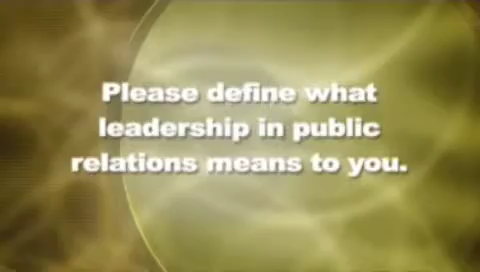 Please define what
leadership in public
relations means to you.